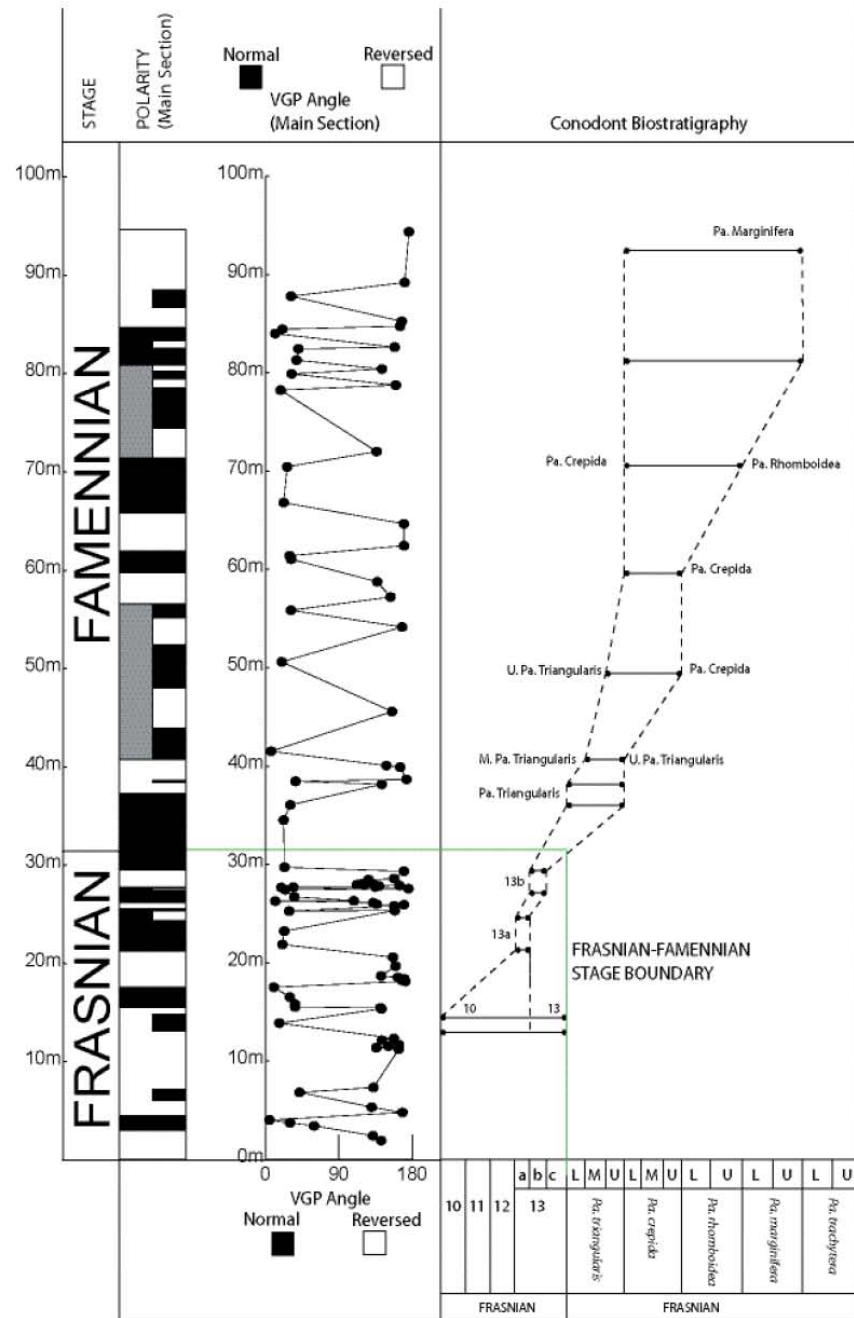 STAGE
POLARITY
(Main Section)
Normal
Reversed
VGP Angle
(Main Section)
Conodont Biostratigraphy
100m
90m
80m
70m
60m
50m
40m
30m
20m
10m
FAMENNIAN
FRASNIAN
100m
90m
80m
70m
60m
50m
40m
30m
20m
10m
0m
0
90
180
VGP Angle
Normal
Reversed
Pa. Marginifera
Pa. Crepida
Pa. Rhomboidea
Pa. Crepida
U. Pa. Triangularis
Pa. Crepida
M. Pa. Triangularis
U. Pa. Triangularis
Pa. Triangularis
13b
13a
10
13
FRASNIAN-FAMENNIAN
STAGE BOUNDARY
a b c L M U L M U L U L U L U
10 11 12 13
Pa. triangularis
Pa. crepida
Pa. rhomboidea
Pa. marginifera
Pa. trachytera
FRASNIAN
FRASNIAN